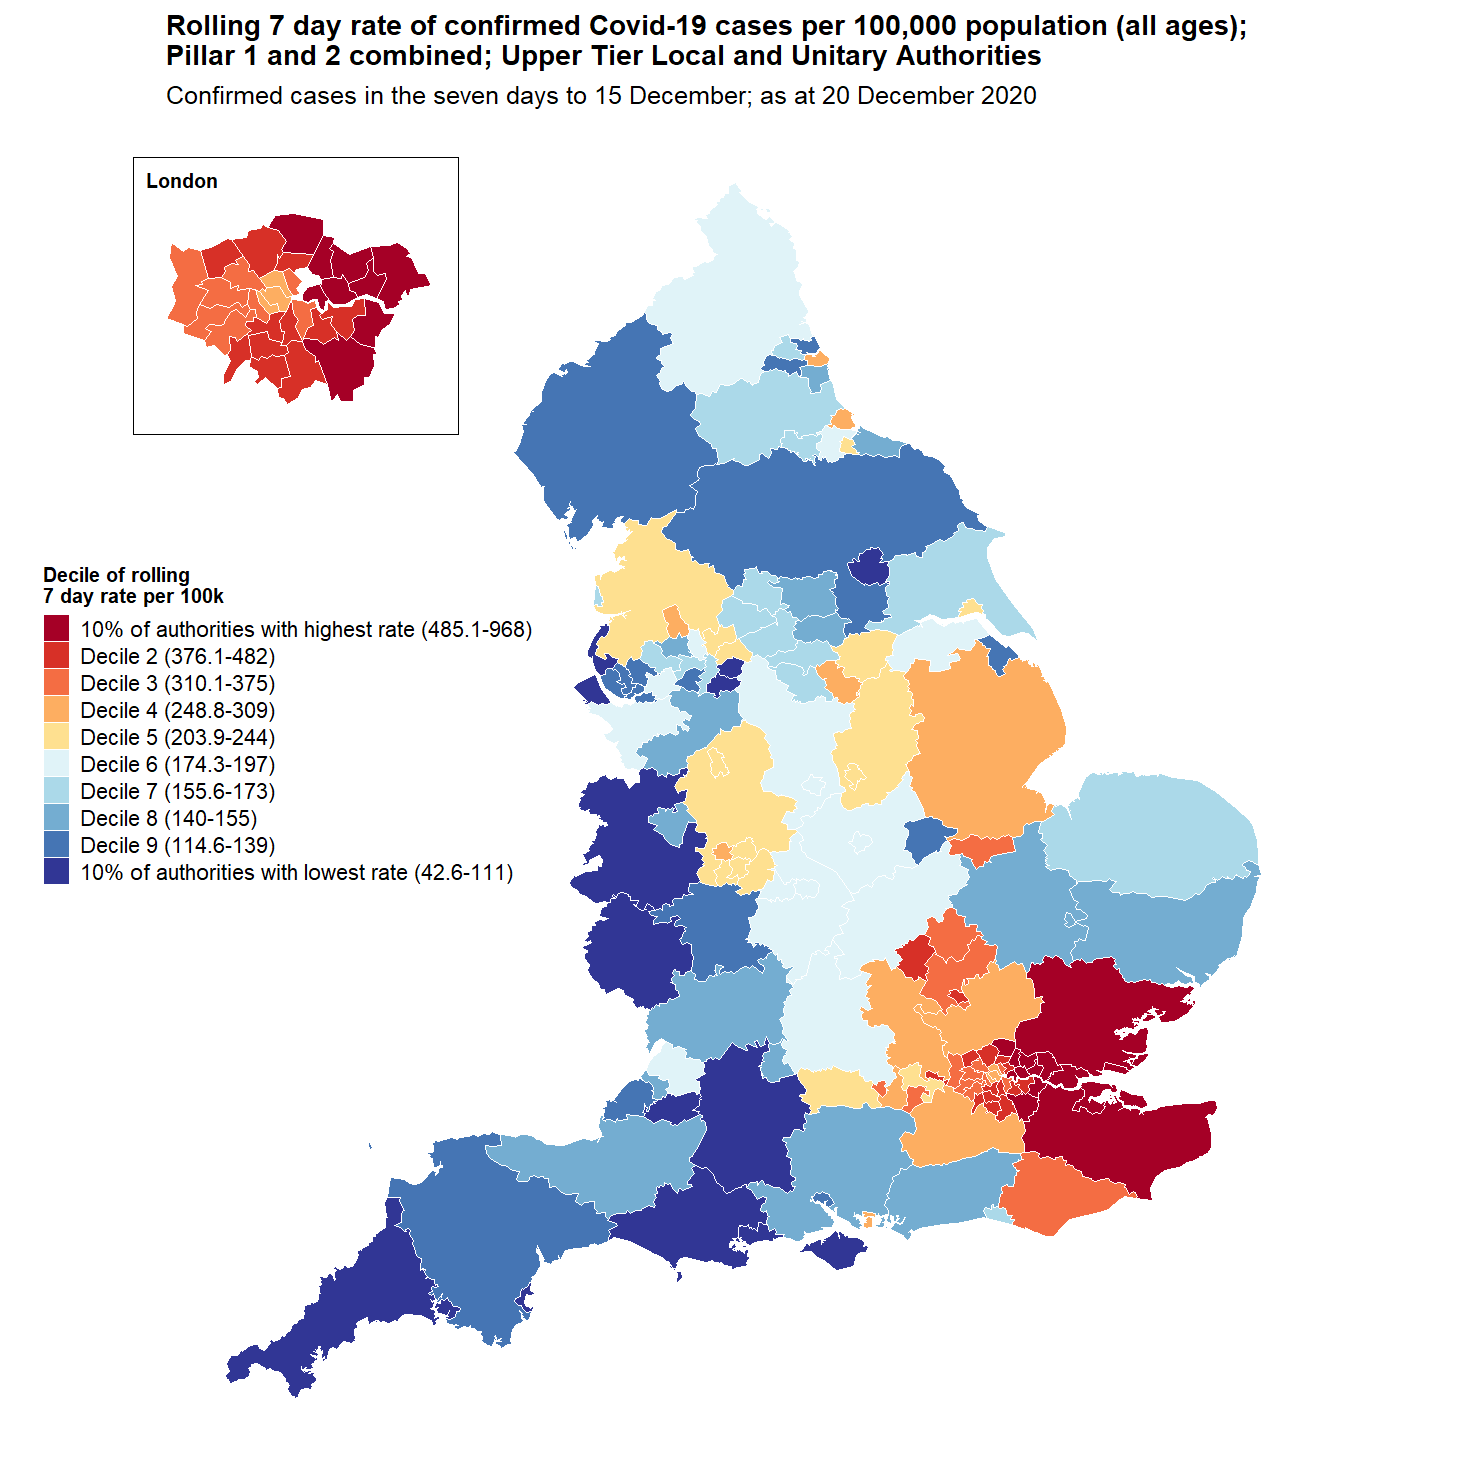 Rolling 7 day rate of confirmed Covid-19 cases per 100,000 population (all ages);
Pillar 1 and 2 combined; Upper Tier Local and Unitary Authorities
Confirmed cases in the seven days to 15 December; as at 20 December 2020
London
Decile of rolling
7 day rate per 100k
10% of authorities with highest rate (485.1-968)
Decile 2 (376.1-482)
Decile 3 (310.1-375)
Decile 4 (248.8-309)
Decile 5 (203.9-244)
Decile 6 (174.3-197)
Decile 7 (155.6-173)
Decile 8 (140-155)
Decile 9 (114.6-139)
10% of authorities with lowest rate (42.6-111)